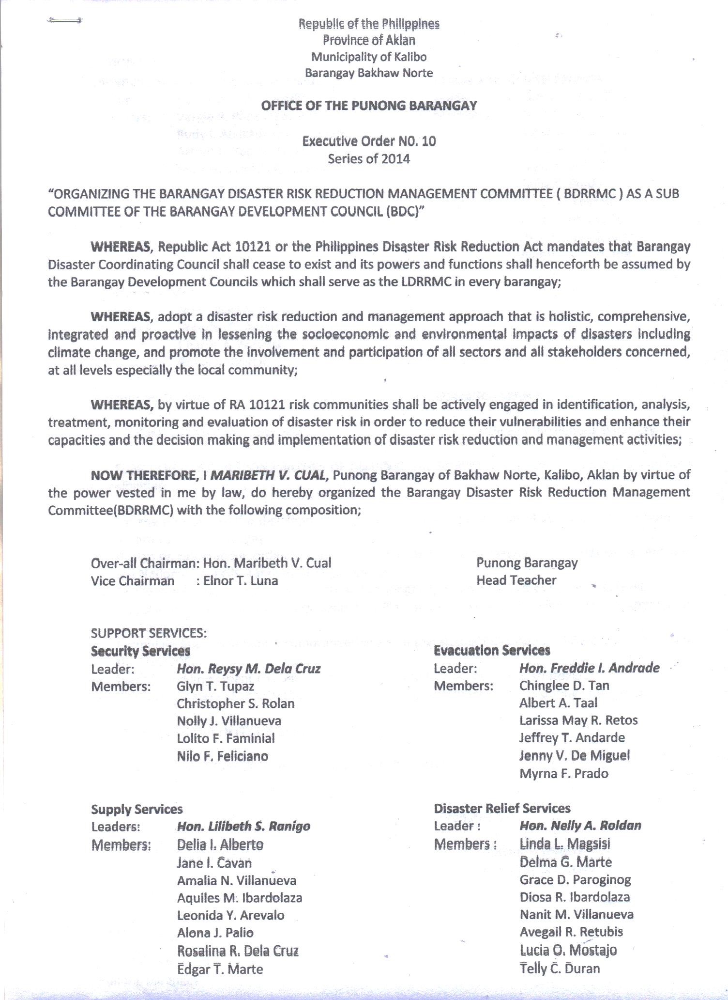 Republic of the Philippines
Province of Aklan
Municipality of Kalibo
Barangay Bakhaw Norte
OFFICE OF THE PUNONG BARANGAY
Executive Order NO. 10
Series of 2014
“ORGANIZING THE BARANGAY DISASTER RISK REDUCTION MANAGEMENT COMMITTEE ( BDRRMC ) AS A SUB
COMMITTEE OF THE BARANGAY DEVELOPMENT COUNCIL (BDC)”
WHEREAS, Republic Act 10121 or the Philippines Disaster Risk Reduction Act mandates that Barangay
Disaster Coordinating Council shall cease to exist and its powers and functions shall henceforth be assumed by
the Barangay Development Councils which shall serve as the LDRRMC in every barangay;
WHEREAS, adopt a disaster risk reduction and management approach that is holistic, comprehensive,
integrated and proactive in lessening the socioeconomic and environmental impacts of disasters including
climate change, and promote the involvement and participation of all sectors and all stakeholders concerned,
at all levels especially the local community;
WHEREAS, by virtue of RA 10121 risk communities shall be actively engaged in identification, analysis,
treatment, monitoring and evaluation of disaster risk in order to reduce their vulnerabilities and enhance their
capacities and the decision making and implementation of disaster risk reduction and management activities;
NOW THEREFORE, I MARIBETH V. CUAL, Punong Barangay of Bakhaw Norte, Kalibo, Aklan by virtue of
the power vested in me by law, do hereby organized the Barangay Disaster Risk Reduction Management
Committee(BDRRMC) with the following composition;
Over-all Chairman: Hon. Maribeth V. Cual Punong Barangay
Vice Chairman : Elnor T. Luna Head Teacher
SUPPORT SERVICES:
Security Services
Leader: Hon. Reysy M. Dela Cruz
Members: Glyn T. Tupaz
Christopher S. Rolan
Nolly J. Villanueva
Lolito F. Faminial
Nilo F. Feliciano
Evacuation Services
Leader: Hon. Freddie I. Andrade
Members: Chinglee D. Tan
Albert A. Taal
Larissa May R. Retos
Jeffrey T. Andarde
Jenny V. De Miguel
Myrna F. Prado
Supply Services
Leaders: Hon. Lilibeth S. Ranigo
Members: Delia I. Alberto
Jane I. Cavan
Amalia N. Villanueva
Aquiles M. Ibardolaza
Leonida Y. Arevalo
Alona J. Palio
Rosalina R. Dela Cruz
Edgar T. Marte
Disaster Relief Services
Leader : Hon. Nelly A. Roldan
Members : Linda L. Magsisi
Delma G. Marte
Grace D. Paroginog
Diosa R. Ibardolaza
Nanit M. Villanueva
Avegail R. Retubis
Lucia O. Mostajo
Telly C. Duran